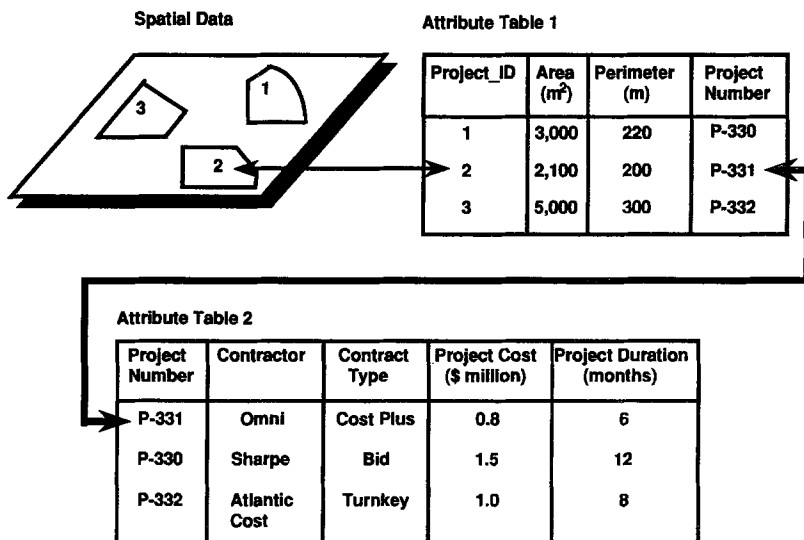 Spatial Data
1
3
2
Attribute Table 1
Project_ID Area (m²) Perimeter (m) Project Number
1 3,000 220 P-330
2 2,100 200 P-331
3 5,000 300 P-332
Attribute Table 2
Project Number Contractor Contract Type Project Cost ($ million) Project Duration (months)
P-331 Omni Cost Plus 0.8 6
P-330 Sharpe Bid 1.5 12
P-332 Atlantic Cost Turnkey 1.0 8